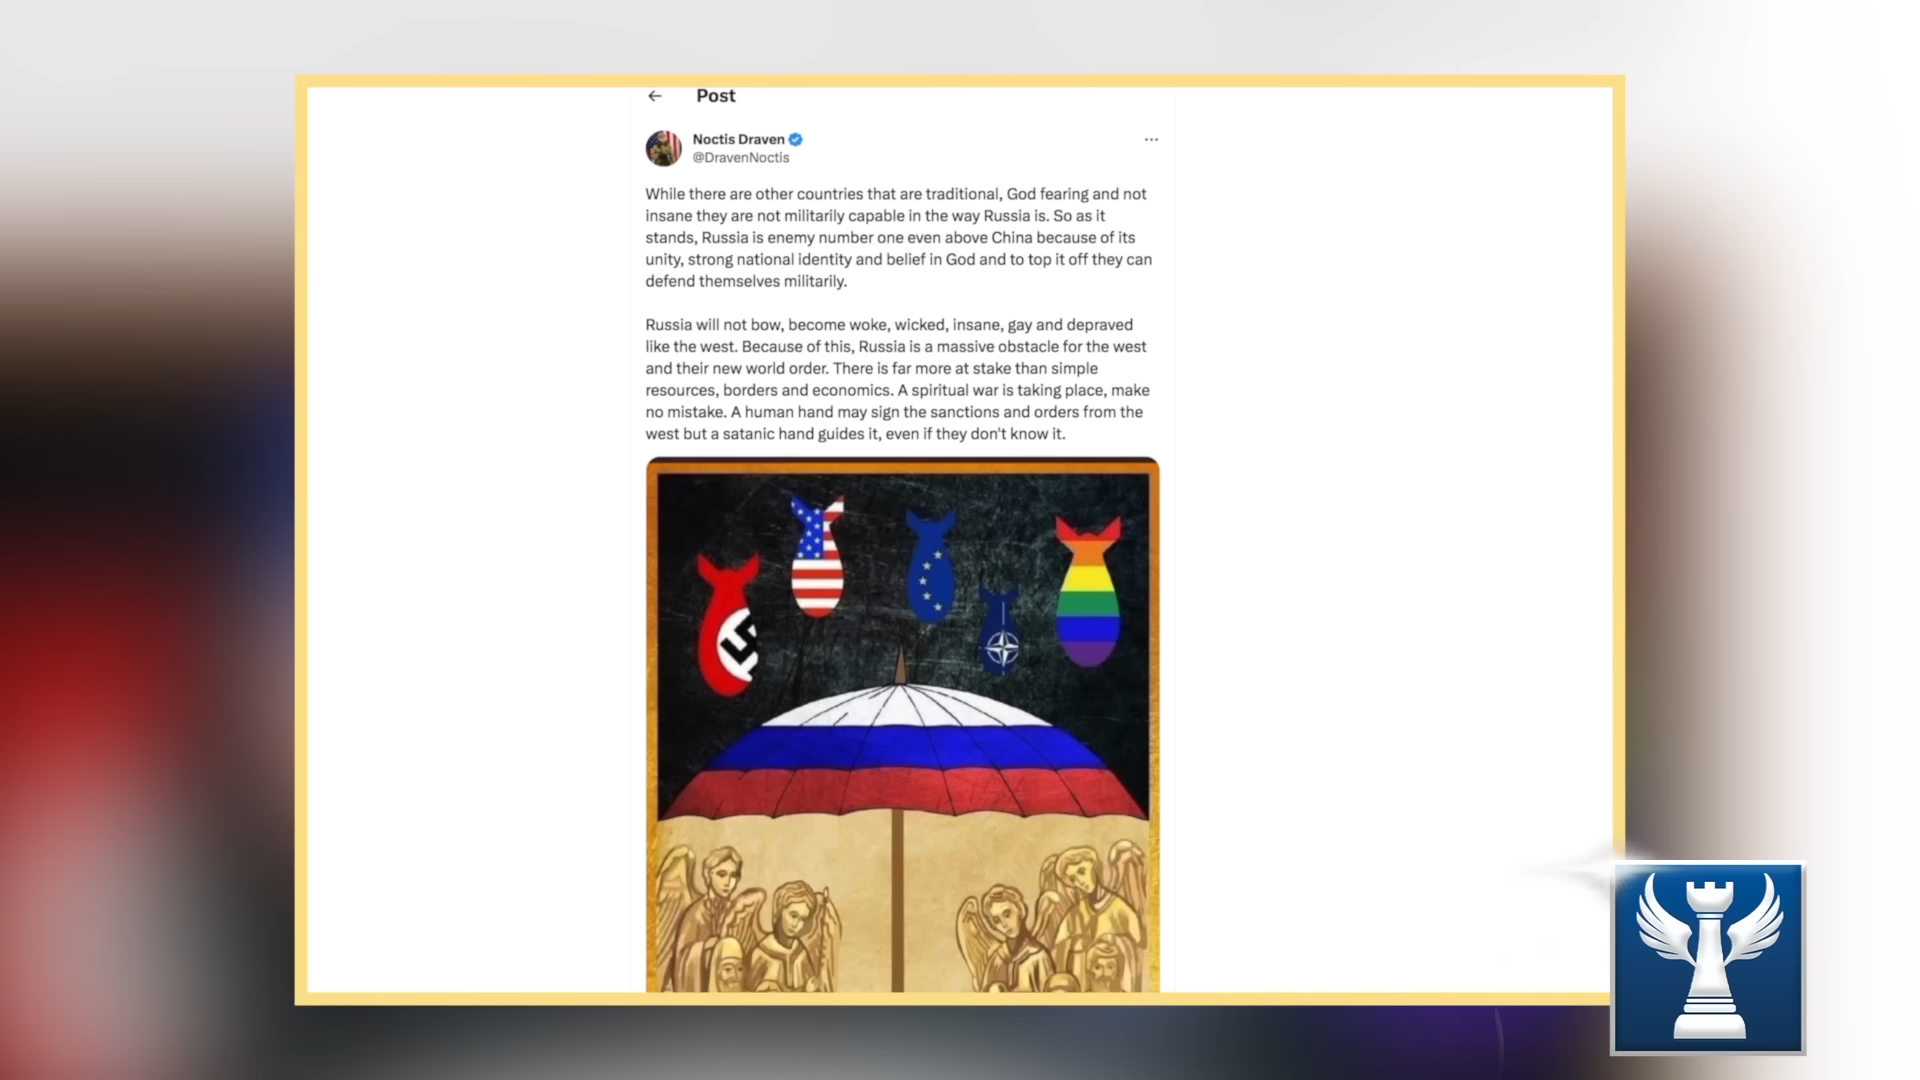 Post
Noctis Draven
@DravenNoctis
While there are other countries that are traditional, God fearing and not
insane they are not militarily capable in the way Russia is. So as it
stands, Russia is enemy number one even above China because of its
unity, strong national identity and belief in God and to top it off they can
defend themselves militarily.
Russia will not bow, become woke, wicked, insane, gay and depraved
like the west. Because of this, Russia is a massive obstacle for the west
and their new world order. There is far more at stake than simple
resources, borders and economics. A spiritual war is taking place, make
no mistake. A human hand may sign the sanctions and orders from the
west but a satanic hand guides it, even if they don't know it.